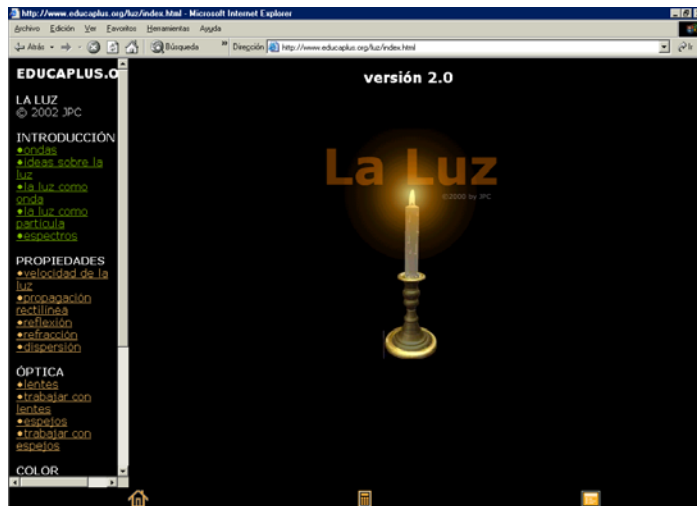 http://www.educaplus.org/luz/index.html - Microsoft Internet Explorer
Archivo Edición Ver Favoritos Herramientas Ayuda
Atrás Búsqueda » Dirección http://www.educaplus.org/luz/index.html Ir
EDUCAPLUS.O
LA LUZ
© 2002 JPC
INTRODUCCIÓN
•ondas
•ideas sobre la
luz
•la luz como
onda
•la luz como
partícula
•espectros
PROPIEDADES
•velocidad de la
luz
•propagación
rectilínea
•reflexión
•refracción
•dispersión
ÓPTICA
•lentes
•trabajar con
lentes
•espejos
•trabajar con
espejos
COLOR
versión 2.0
La Luz
©2000 by JPC